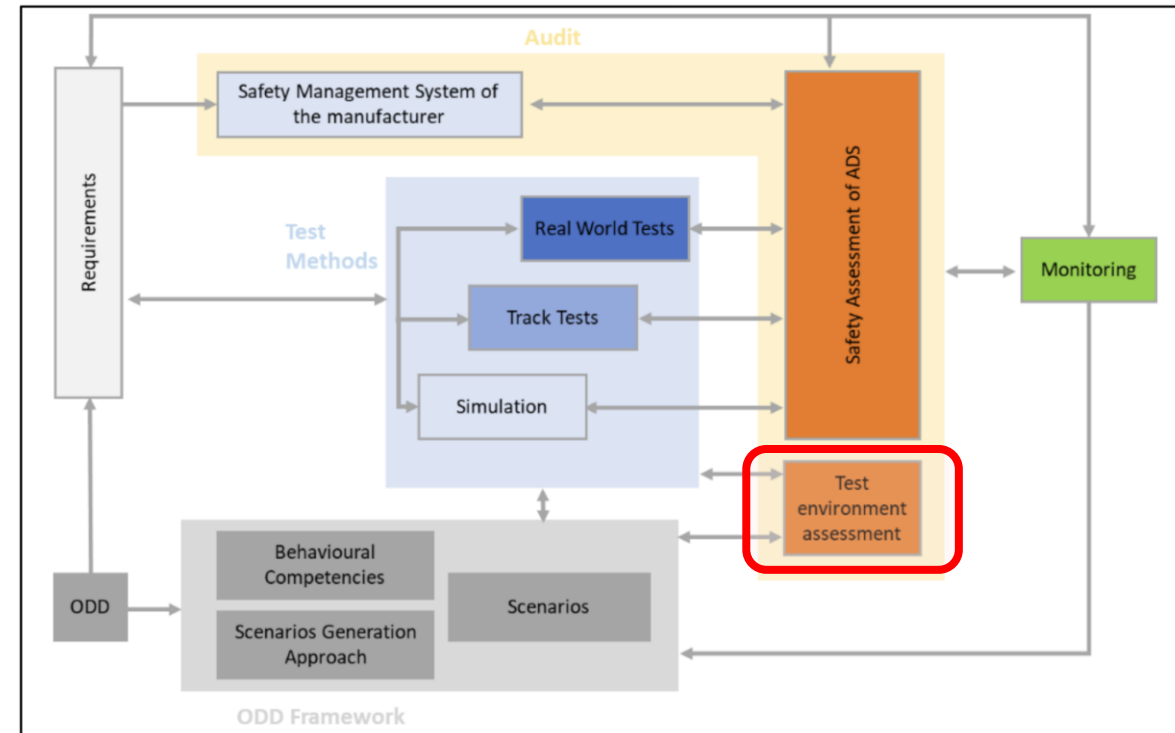 Audit
Safety Management System of
the manufacturer
Requirements
Safety Assessment of ADS
Test
Methods
Real World Tests
Track Tests
Simulation
Monitoring
Test
environment
assessment
ODD
Behavioural
Competencies
Scenarios
Scenarios Generation
Approach
ODD Framework